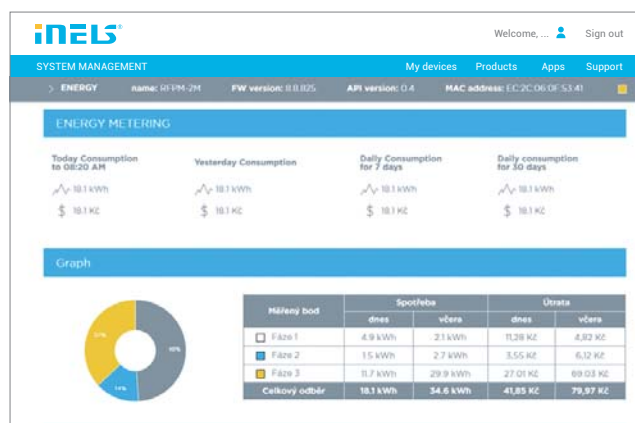 iNELS
Welcome, ... Sign out
SYSTEM MANAGEMENT My devices Products Apps Support
> ENERGY name: RFPM-2M FW version: API version: 0.4 MAC address: EC:2C:06:0F:53:41
ENERGY METERING
Today Consumption to 08:20 AM
Yesterday Consumption
Daily Consumption for 7 days
Daily consumption for 30 days
18.1 kWh 18.1 kWh 18.1 kWh 18.1 kWh
$ 18.1 Kč $ 18.1 Kč $ 18.1 Kč $ 18.1 Kč
Graph
14%
Měřený bod Spotřeba Útrata
dnes včera dnes včera
Fáze 1 4.9 kWh 2.1 kWh 11,28 Kč 4,82 Kč
Fáze 2 1.5 kWh 2.7 kWh 3,55 Kč 6,12 Kč
Fáze 3 11.7 kWh 29.9 kWh 27.01 Kč 69.03 Kč
Celkový odběr 18.1 kWh 34.6 kWh 41,85 Kč 79,97 Kč